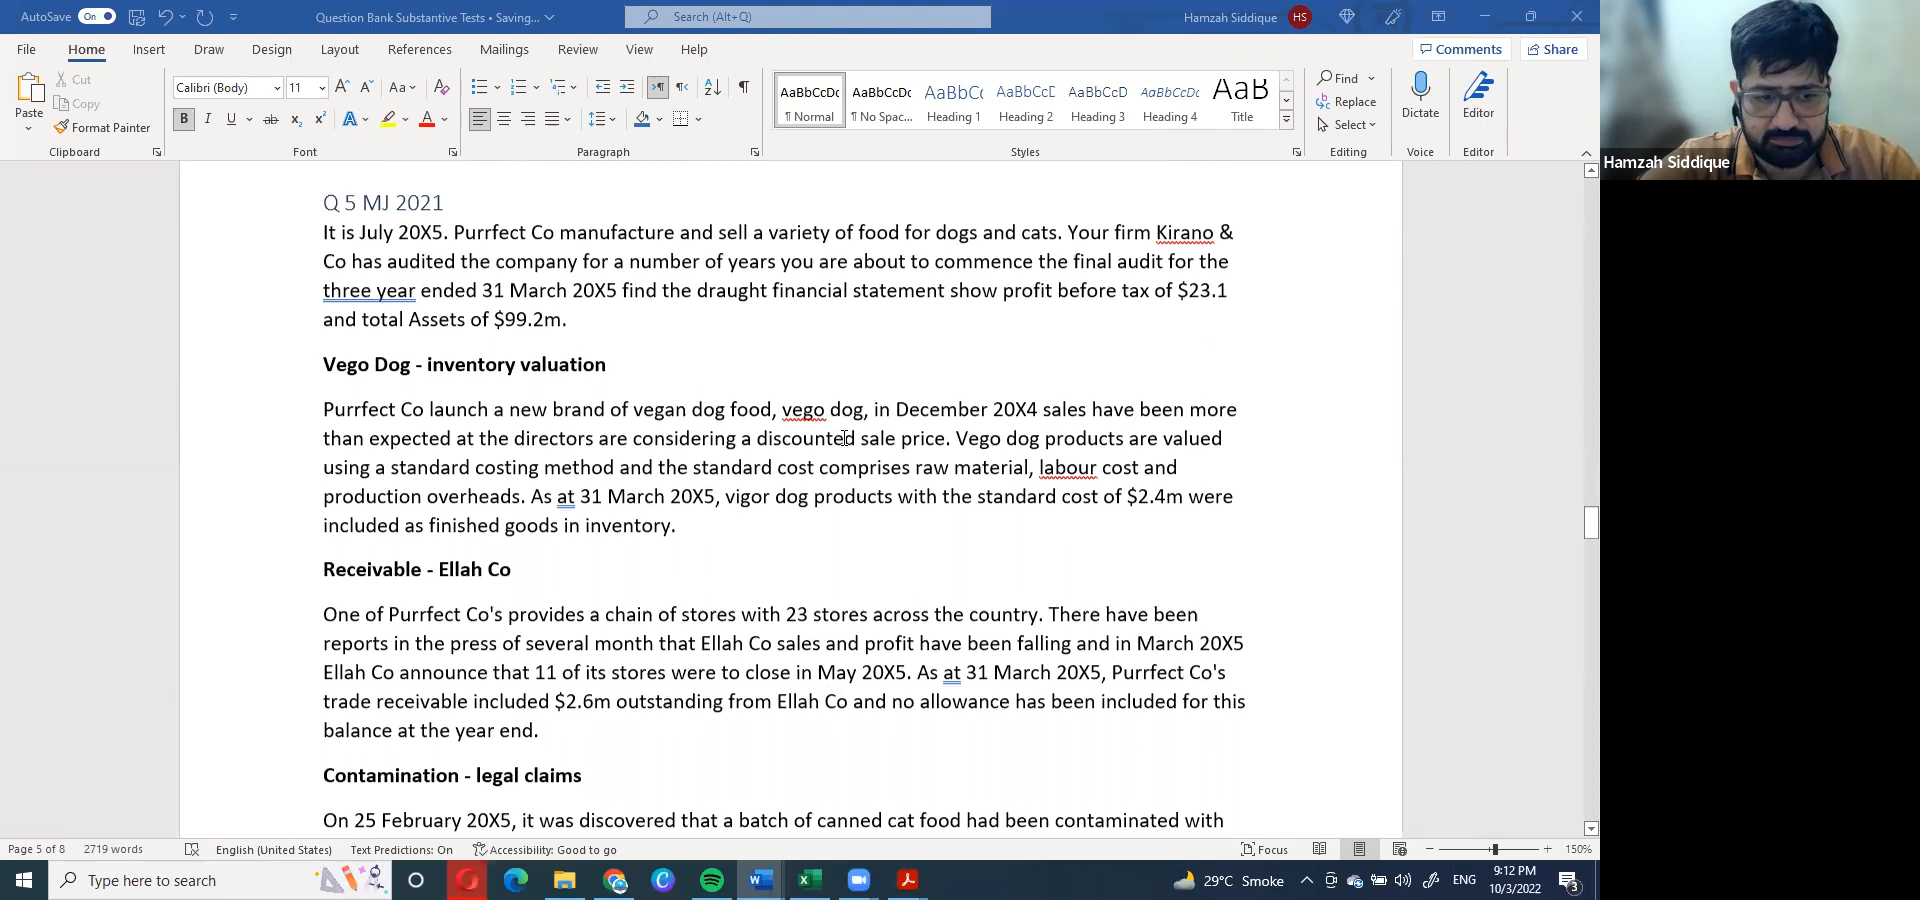 AutoSave On Question Bank Substantive Tests • Saving... Search (Alt+Q) Hamzah Siddique HS
File Home Insert Draw Design Layout References Mailings Review View Help Comments Share
Paste Cut Copy Format Painter
Calibri (Body) 11
AaBbCcDc AaBbCcDc AaBbC AaBbCcD AaBbCcD AaBbCcDc AaB
¶ Normal ¶ No Spac... Heading 1 Heading 2 Heading 3 Heading 4 Title
Find Replace Select Dictate Editor
Clipboard Font Paragraph Styles Editing Voice Editor
Hamzah Siddique
Q 5 MJ 2021
It is July 20X5. Purrfect Co manufacture and sell a variety of food for dogs and cats. Your firm Kirano &
Co has audited the company for a number of years you are about to commence the final audit for the
three year ended 31 March 20X5 find the draught financial statement show profit before tax of $23.1
and total Assets of $99.2m.
Vego Dog - inventory valuation
Purrfect Co launch a new brand of vegan dog food, vego dog, in December 20X4 sales have been more
than expected at the directors are considering a discounted sale price. Vego dog products are valued
using a standard costing method and the standard cost comprises raw material, labour cost and
production overheads. As at 31 March 20X5, vigor dog products with the standard cost of $2.4m were
included as finished goods in inventory.
Receivable - Ellah Co
One of Purrfect Co's provides a chain of stores with 23 stores across the country. There have been
reports in the press of several month that Ellah Co sales and profit have been falling and in March 20X5
Ellah Co announce that 11 of its stores were to close in May 20X5. As at 31 March 20X5, Purrfect Co's
trade receivable included $2.6m outstanding from Ellah Co and no allowance has been included for this
balance at the year end.
Contamination - legal claims
On 25 February 20X5, it was discovered that a batch of canned cat food had been contaminated with
Page 5 of 8 2719 words English (United States) Text Predictions: On Accessibility: Good to go Focus 150%
Type here to search 29°C Smoke ENG 9:12 PM
10/3/2022 3